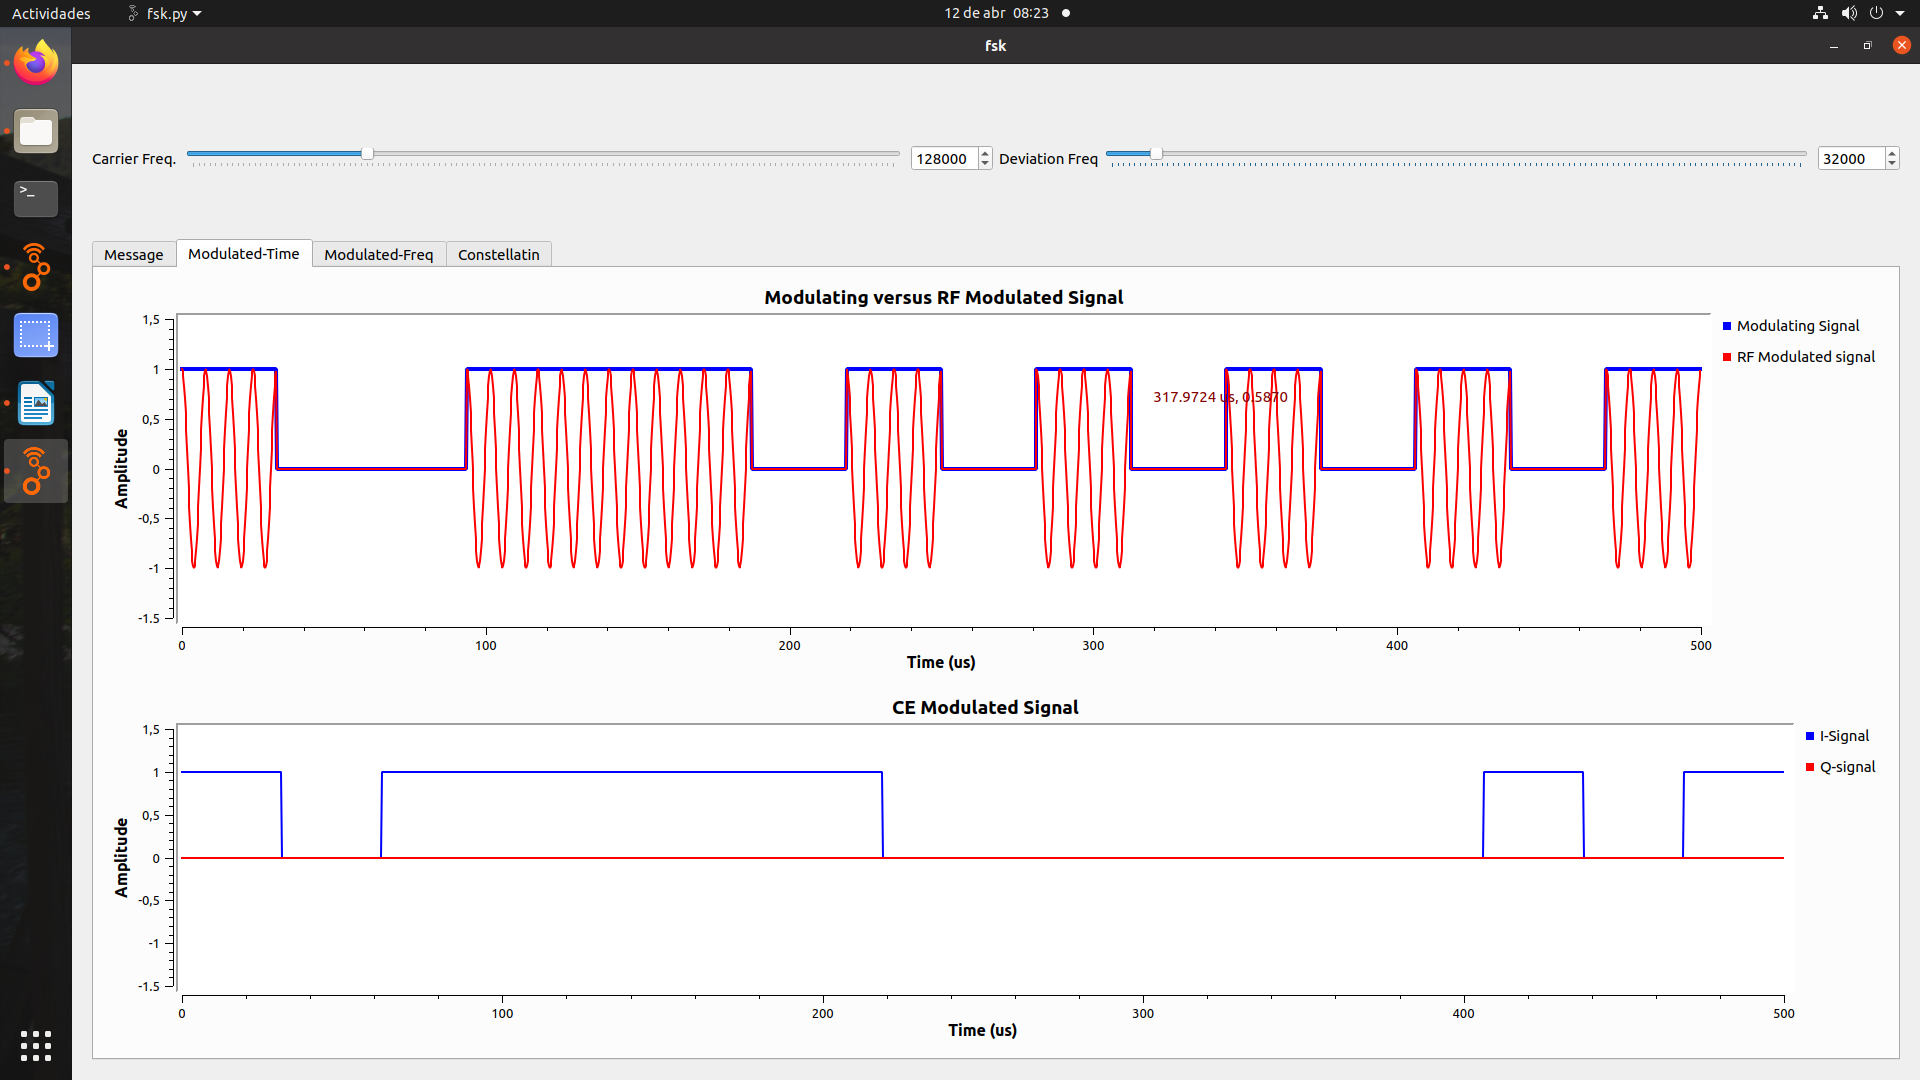 Actividades fsk.py 12 de abr 08:23
fsk
Carrier Freq. 128000 Deviation Freq 32000
Message Modulated-Time Modulated-Freq Constellatin
Modulating versus RF Modulated Signal
Modulating Signal
RF Modulated signal
1,5
1
0,5
0
-0,5
-1
-1.5
Amplitude
317.9724 us, 0.5870
0 100 200 300 400 500
Time (us)
CE Modulated Signal
I-Signal
Q-signal
1,5
1
0,5
0
-0,5
-1
-1.5
Amplitude
0 100 200 300 400 500
Time (us)